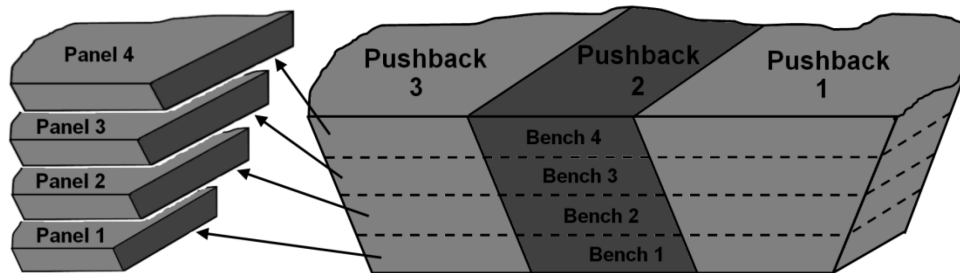 Panel 4
Panel 3
Panel 2
Panel 1
Pushback
3
Pushback
2
Pushback
1
Bench 4
Bench 3
Bench 2
Bench 1